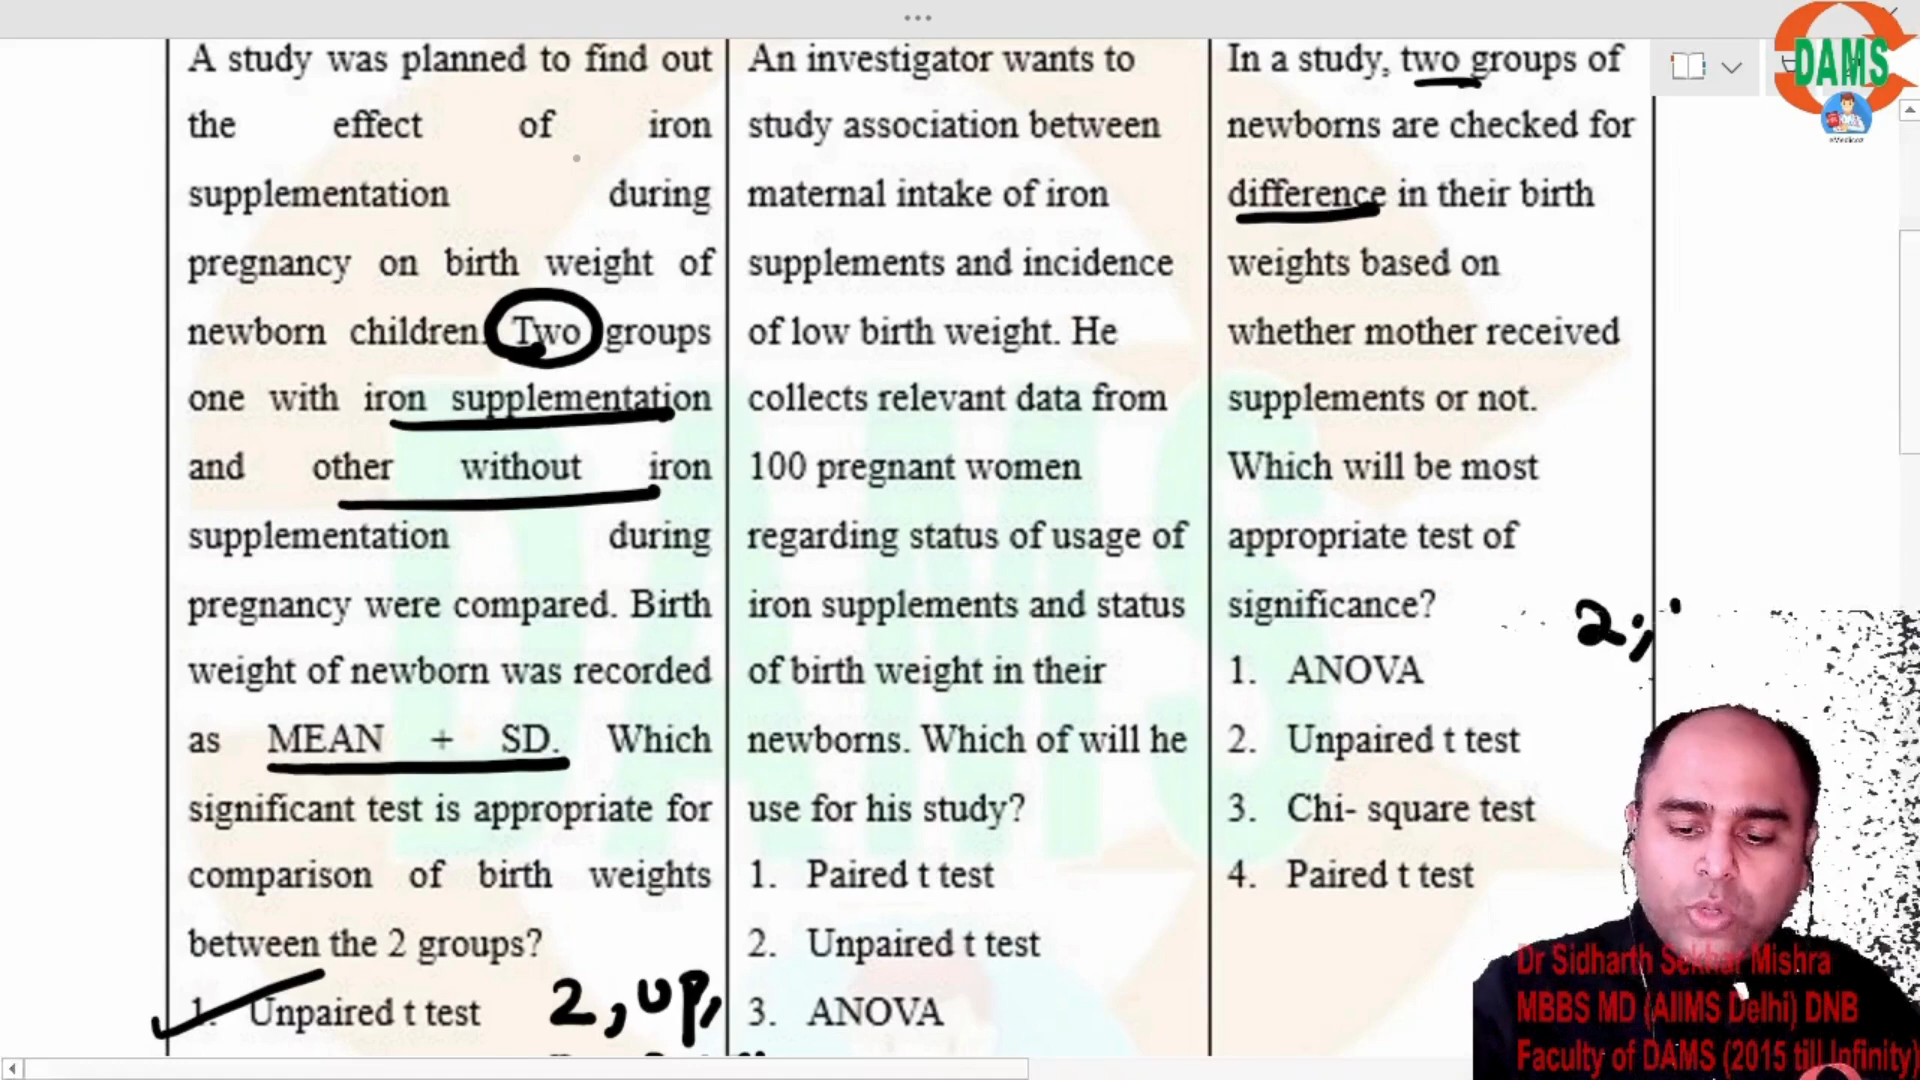 A study was planned to find out
the effect of iron
supplementation during
pregnancy on birth weight of
newborn children. Two groups
one with iron supplementation
and other without iron
supplementation during
pregnancy were compared. Birth
weight of newborn was recorded
as MEAN + SD. Which
significant test is appropriate for
comparison of birth weights
between the 2 groups?
1. Unpaired t test
2, UP,
An investigator wants to
study association between
maternal intake of iron
supplements and incidence
of low birth weight. He
collects relevant data from
100 pregnant women
regarding status of usage of
iron supplements and status
of birth weight in their
newborns. Which of will he
use for his study?
1. Paired t test
2. Unpaired t test
3. ANOVA
In a study, two groups of
newborns are checked for
difference in their birth
weights based on
whether mother received
supplements or not.
Which will be most
appropriate test of
significance?
1. ANOVA
2. Unpaired t test
3. Chi- square test
4. Paired t test
2,
DAMS
DAMS
Dr Sidharth Sekhar Mishra
MBBS MD (AIIMS Delhi) DNB
Faculty of DAMS (2015 till Infinity)